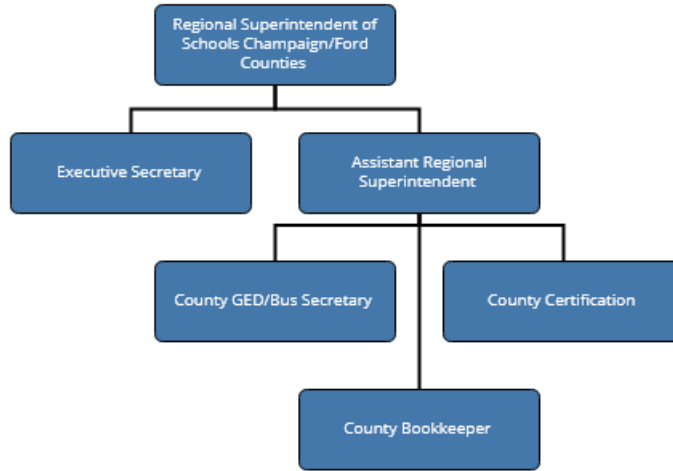 Regional Superintendent of
Schools Champaign/Ford
Counties
Executive Secretary
Assistant Regional
Superintendent
County GED/Bus Secretary
County Certification
County Bookkeeper